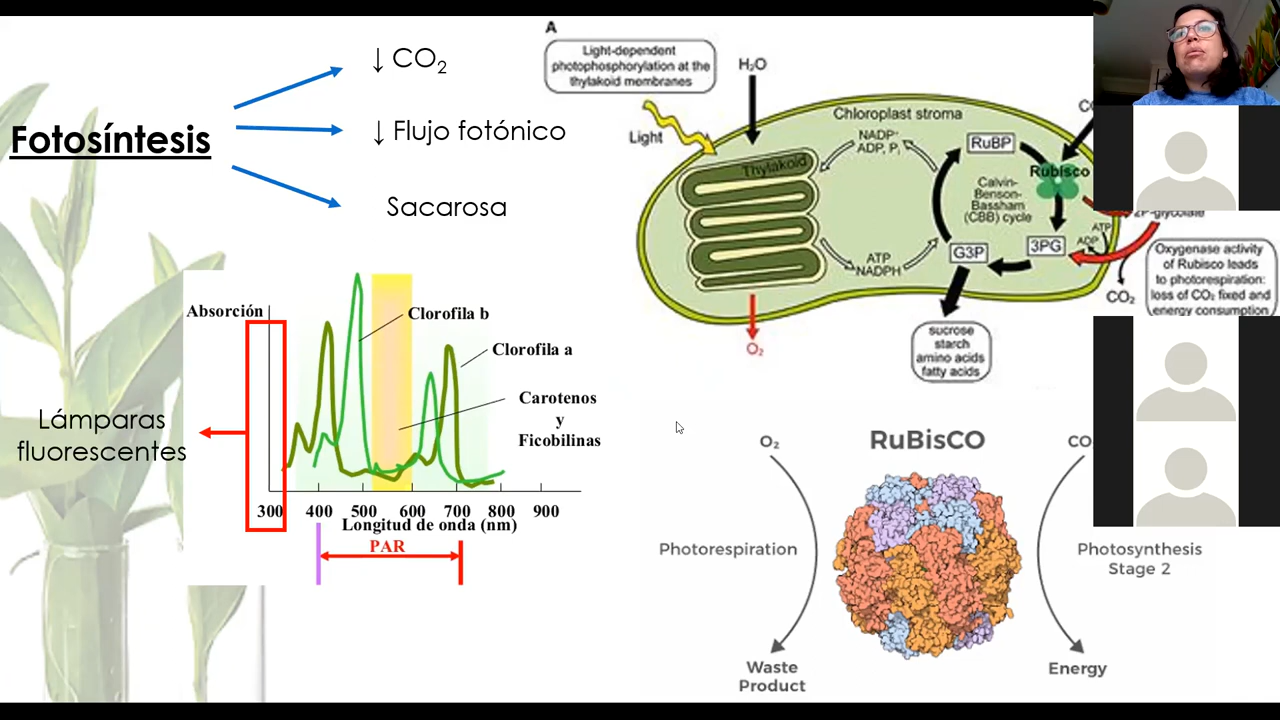 Fotosíntesis
↓ CO₂
↓ Flujo fotónico
Sacarosa
Absorción
Clorofila b
Clorofila a
Carotenos
y
Ficobilinas
Lámparas
fluorescentes
300 400 500 600 700 800 900
Longitud de onda (nm)
PAR
A
Light-dependent
photophosphorylation at the
thylakoid membranes
H₂O
Light
Chloroplast stroma
NADP⁺
ADP, Pᵢ
Thylakoid
RuBP
Rubisco
Calvin-
Benson-
Bassham
(CBB) cycle
2P-glycolate
ATP
ADP
3PG
G3P
ATP
NADPH
CO₂
Oxygenase activity
of Rubisco leads
to photorespiration:
loss of CO₂ fixed and
energy consumption
O₂
sucrose
starch
amino acids
fatty acids
O₂
RuBisCO
CO
Photorespiration
Photosynthesis
Stage 2
Waste
Product
Energy